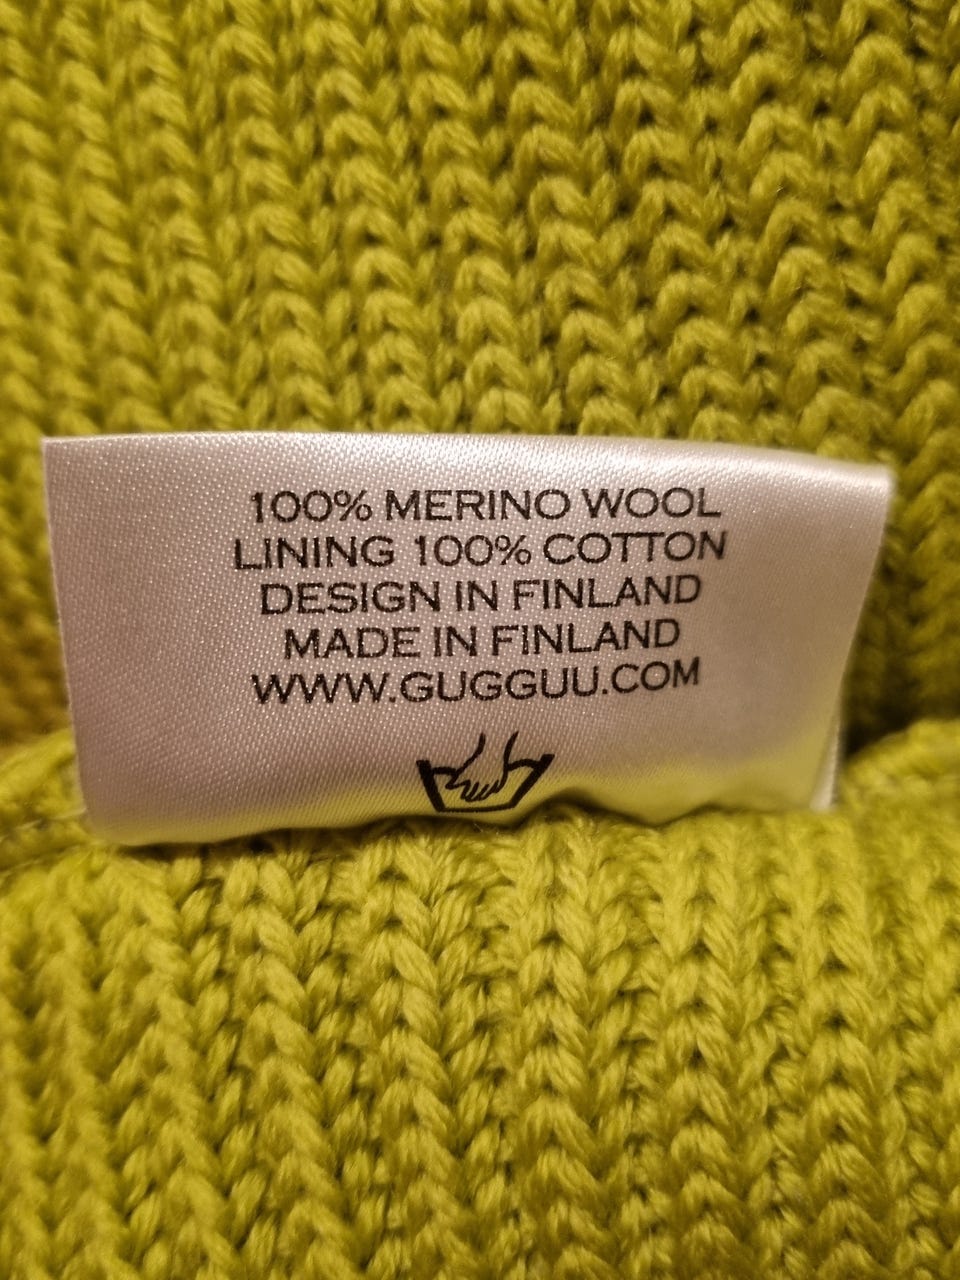 100% MERINO WOOL
LINING 100% COTTON
DESIGN IN FINLAND
MADE IN FINLAND
WWW.GUGGUU.COM